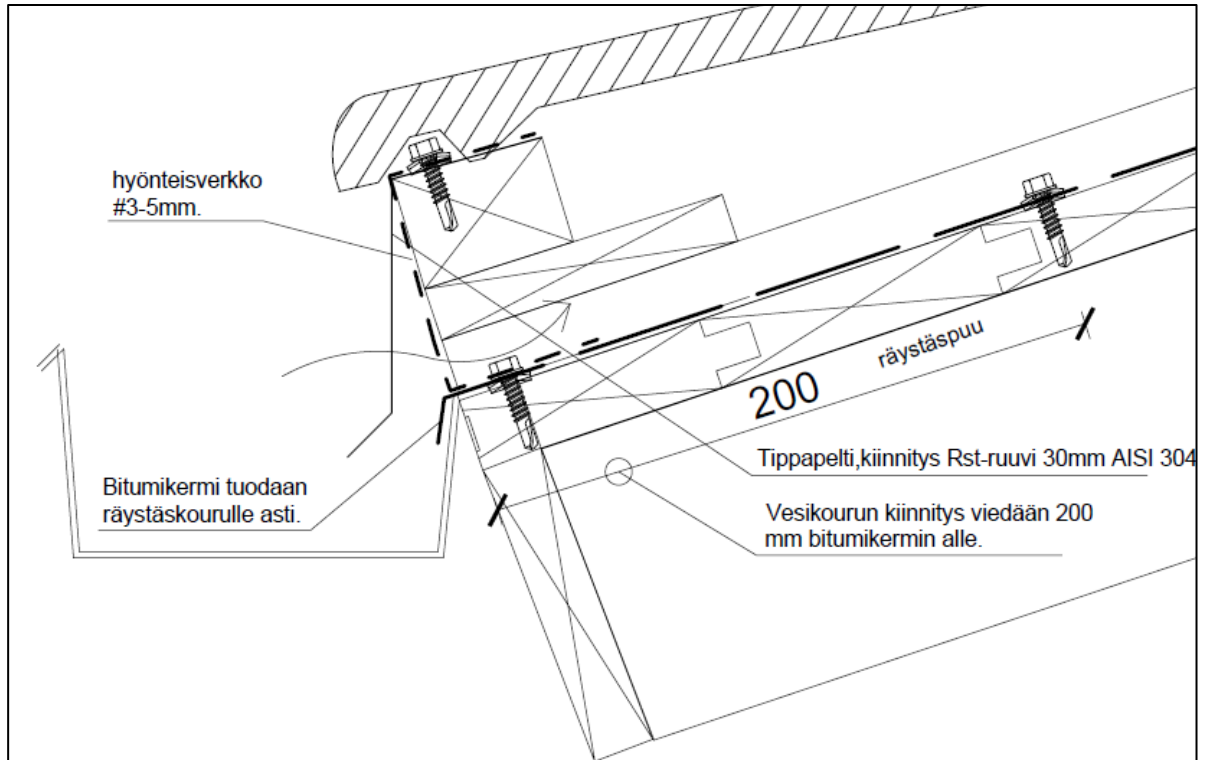 hyönteisverkko
#3-5mm.
räystäspuu
200
Tippapelti,kiinnitys Rst-ruuvi 30mm AISI 304
Bitumikermi tuodaan
räystäskourulle asti.
Vesikourun kiinnitys viedään 200
mm bitumikermin alle.